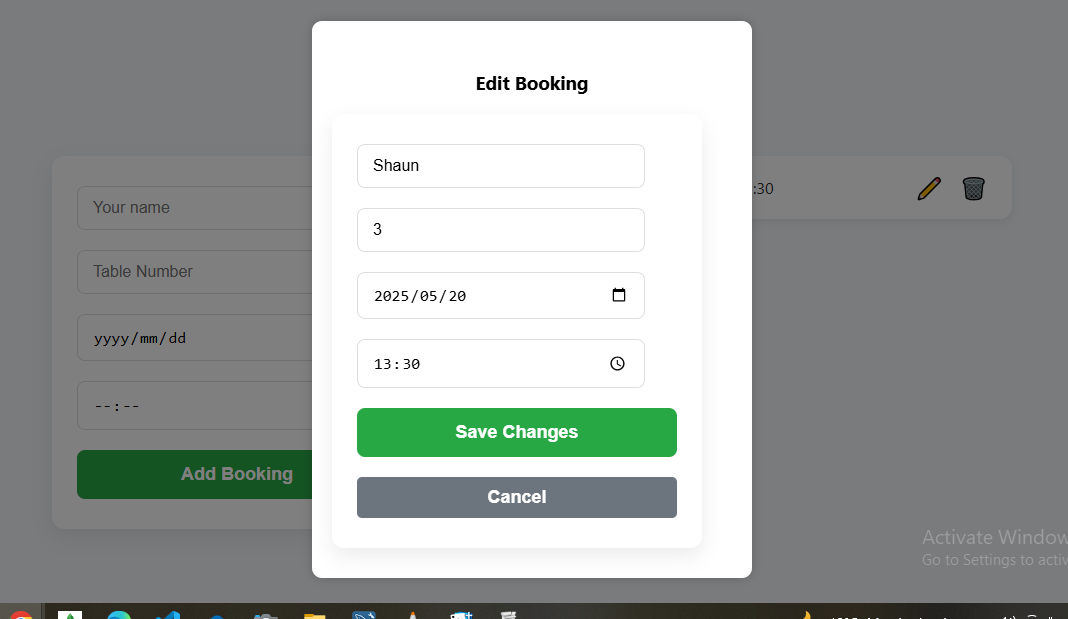 Edit Booking
Shaun
3
2025/05/20
13:30
Save Changes
Cancel
Your name
Table Number
yyyy/mm/dd
--:--
Add Booking
:30
Activate Window
Go to Settings to activ